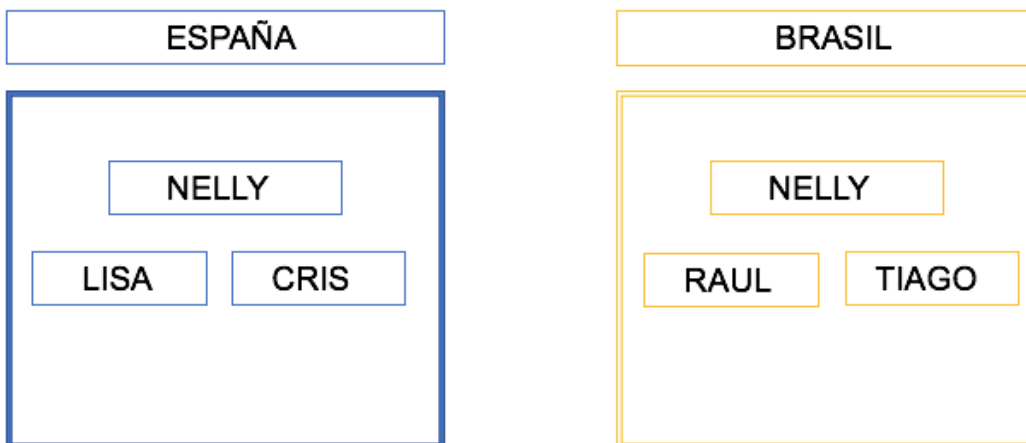 ESPAÑA
BRASIL
NELLY
LISA
CRIS
NELLY
RAUL
TIAGO